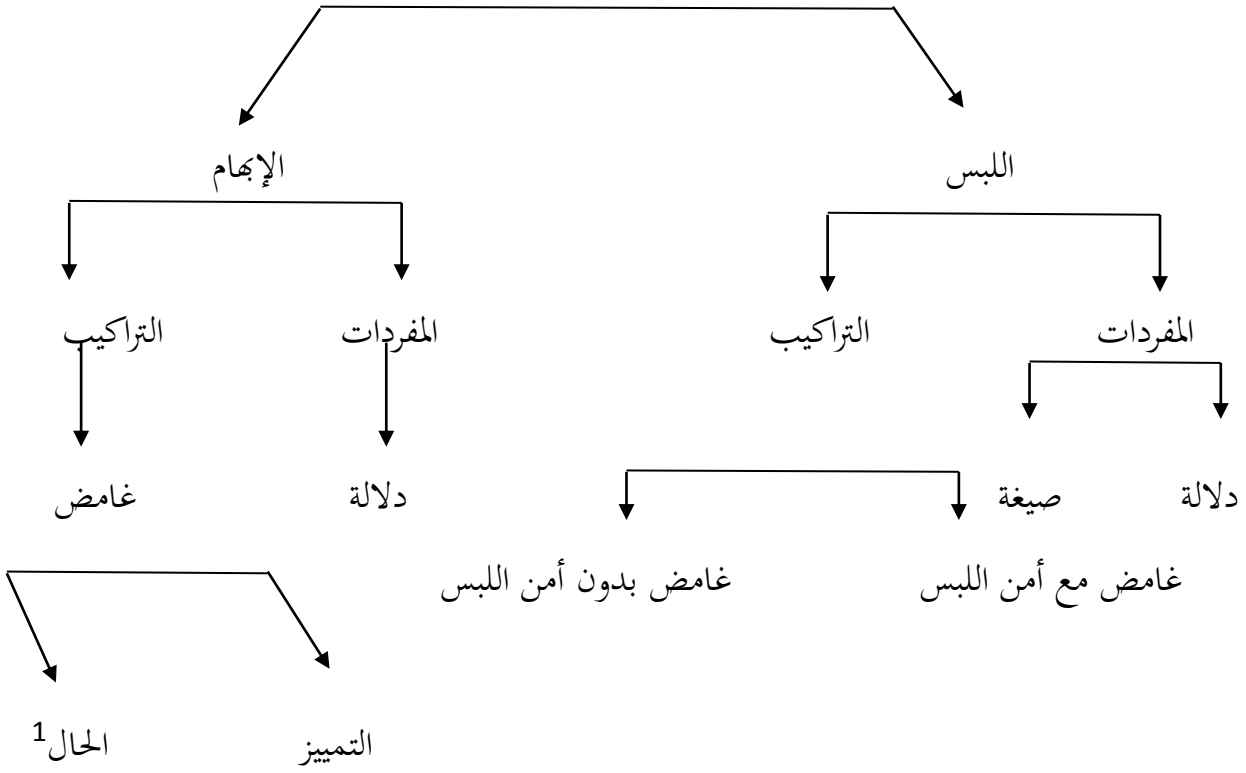 اللبس الإبهام
المفردات التراكيب المفردات التراكيب
دلالة صيغة دلالة غامض
غامض مع أمن اللبس غامض بدون أمن اللبس
التمييز الحال1